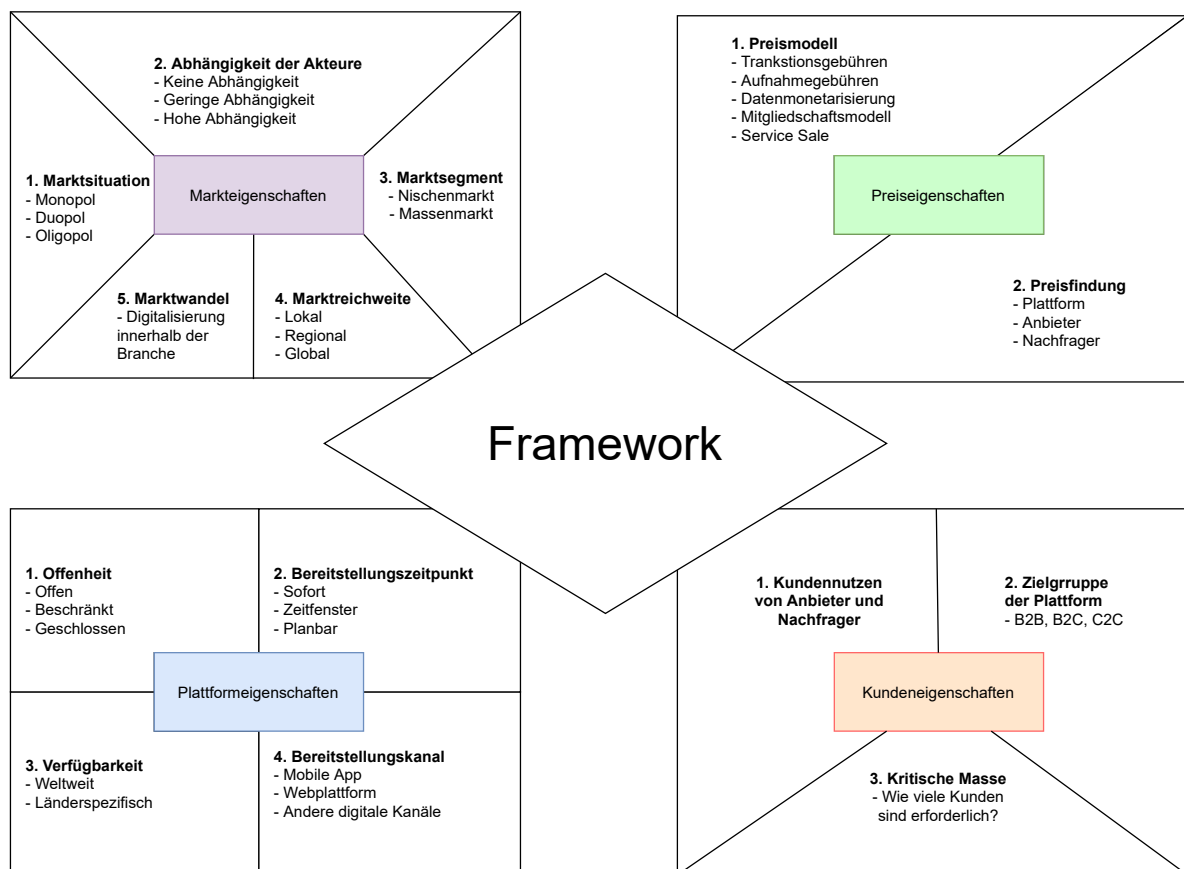 2. Abhängigkeit der Akteure
- Keine Abhängigkeit
- Geringe Abhängigkeit
- Hohe Abhängigkeit
1. Marktsituation
- Monopol
- Duopol
- Oligopol
Markteigenschaften
3. Marktsegment
- Nischenmarkt
- Massenmarkt
5. Marktwandel
- Digitalisierung
innerhalb der
Branche
4. Marktreichweite
- Lokal
- Regional
- Global
1. Preismodell
- Trankstionsgebühren
- Aufnahmegebühren
- Datenmonetarisierung
- Mitgliedschaftsmodell
- Service Sale
Preiseigenschaften
2. Preisfindung
- Plattform
- Anbieter
- Nachfrager
Framework
1. Offenheit
- Offen
- Beschränkt
- Geschlossen
2. Bereitstellungszeitpunkt
- Sofort
- Zeitfenster
- Planbar
Plattformeigenschaften
3. Verfügbarkeit
- Weltweit
- Länderspezifisch
4. Bereitstellungskanal
- Mobile App
- Webplattform
- Andere digitale Kanäle
1. Kundennutzen
von Anbieter und
Nachfrager
2. Zielgrruppe
der Plattform
- B2B, B2C, C2C
Kundeneigenschaften
3. Kritische Masse
- Wie viele Kunden
sind erforderlich?